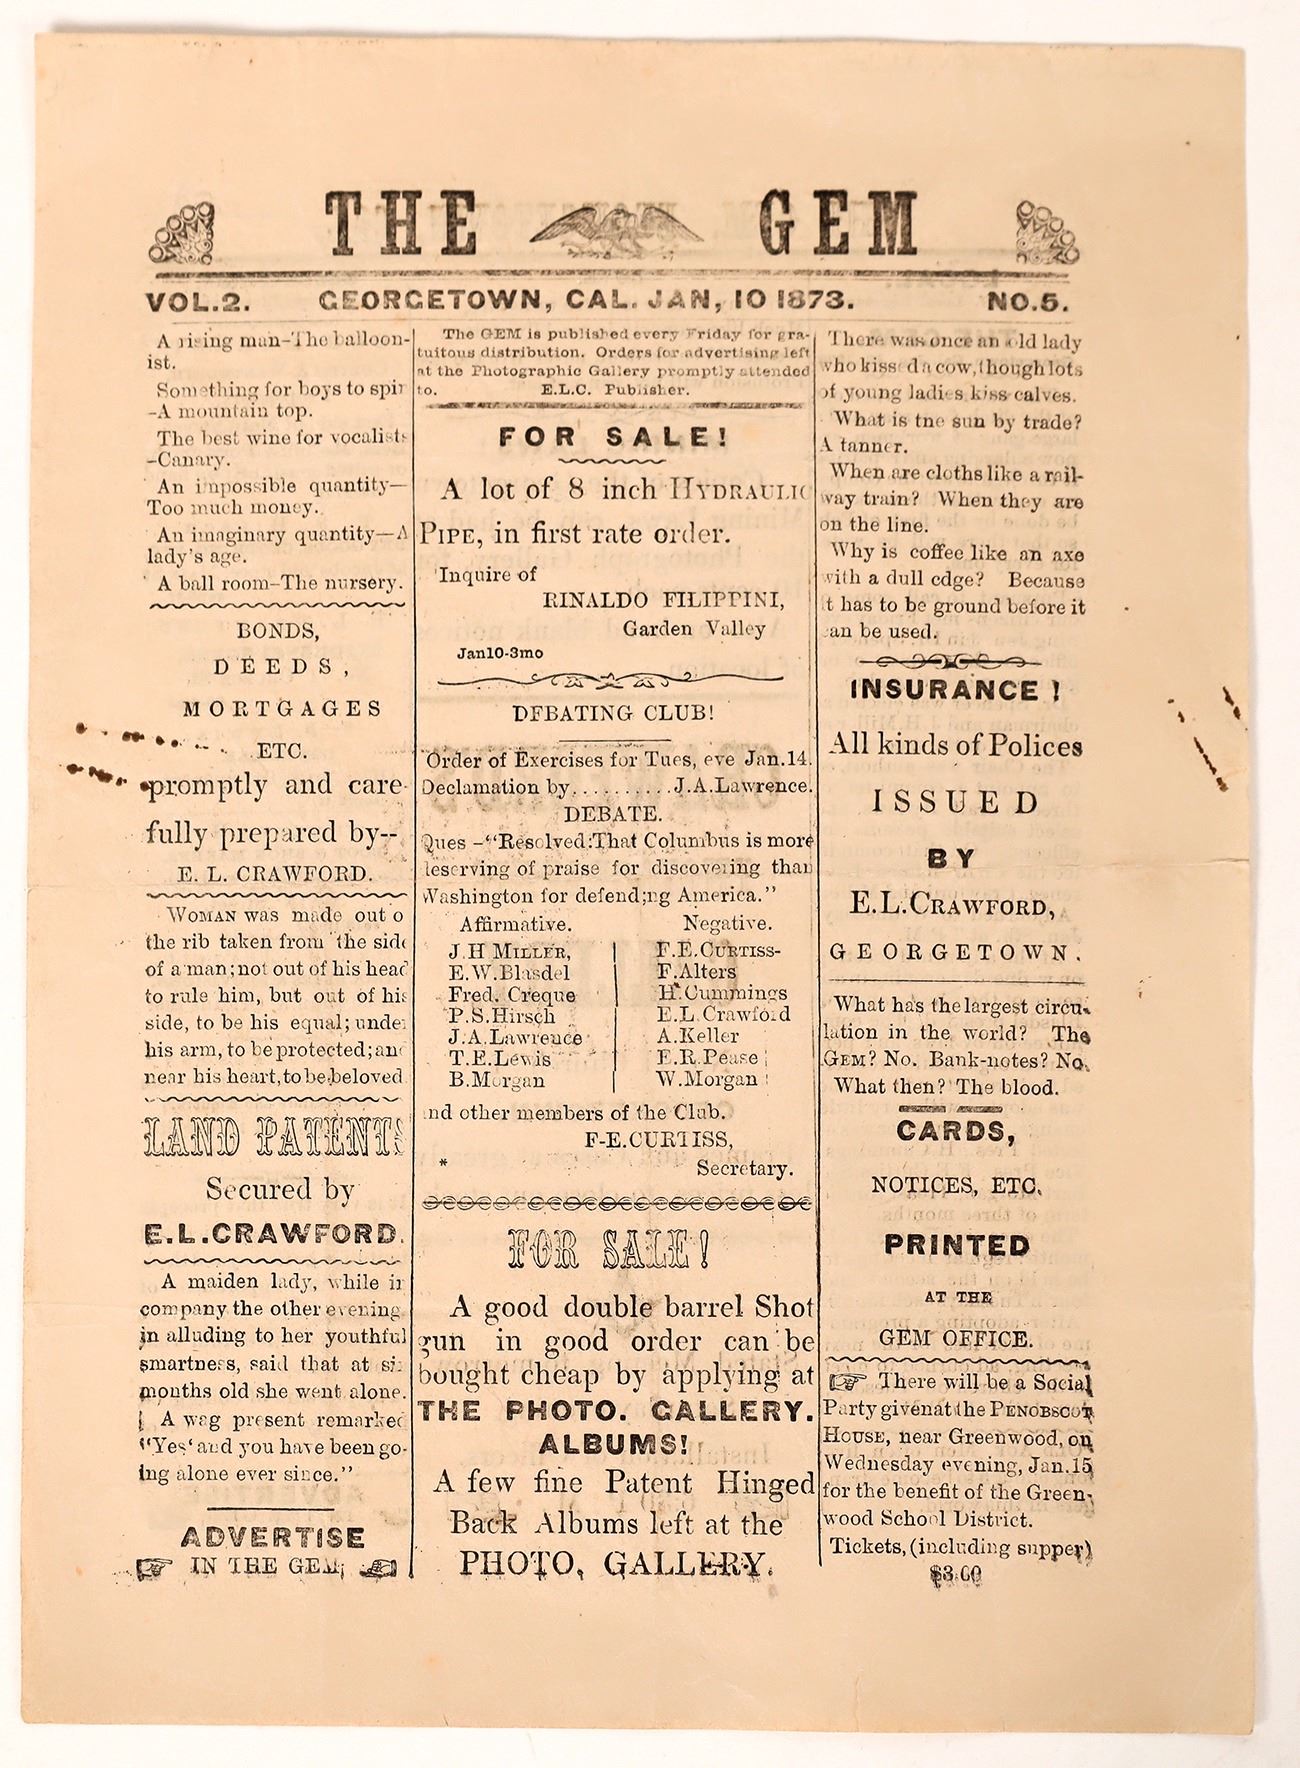 THE GEM
VOL.2. GEORGETOWN, CAL. JAN, 10 1873. NO.5.
A rising man-The balloon-
ist.
Something for boys to spin
-A mountain top.
The best wine for vocalists
-Canary.
An impossible quantity—
Too much money.
An imaginary quantity—A
lady's age.
A ball room-The nursery.
BONDS,
DEEDS,
MORTGAGES
ETC.
promptly and care-
fully prepared by--
E. L. CRAWFORD.
WOMAN was made out o
the rib taken from the side
of a man; not out of his head
to rule him, but out of his
side, to be his equal; under
his arm, to be protected; and
near his heart, to be beloved
LAND PATENTS
Secured by
E.L.CRAWFORD.
A maiden lady, while in
company the other evening
in alluding to her youthful
smartness, said that at six
months old she went alone.
A wag present remarked
"Yes' and you have been go-
ing alone ever since."
ADVERTISE
IN THE GEM;
The GEM is published every Friday for gra-
tuitous distribution. Orders for advertising left
at the Photographic Gallery promptly attended
to. E.L.C. Publisher.
FOR SALE!
A lot of 8 inch HYDRAULIC
PIPE, in first rate order.
Inquire of
RINALDO FILIPPINI,
Garden Valley
Jan10-3mo
DEBATING CLUB!
Order of Exercises for Tues, eve Jan.14.
Declamation by..........J.A.Lawrence.
DEBATE.
Ques -"Resolved:That Columbus is more
deserving of praise for discovering than
Washington for defend;ng America."
Affirmative. Negative.
J.H MILLER, | F.E.CURTISS-
E.W.Blasdel F.Alters
Fred. Creque H.Cummings
P.S.Hirsch E.L.Crawford
J.A.Lawrence A.Keller
T.E.Lewis E.R.Pease
B.Morgan | W.Morgan
and other members of the Club.
F-E.CURTISS,
* Secretary.
FOR SALE!
A good double barrel Shot
gun in good order can be
bought cheap by applying at
THE PHOTO. GALLERY.
ALBUMS!
A few fine Patent Hinged
Back Albums left at the
PHOTO, GALLERY.
There was once an old lady
who kissed a cow, though lots
of young ladies kiss calves.
What is tne sun by trade?
A tanner.
When are cloths like a rail-
way train? When they are
on the line.
Why is coffee like an axe
with a dull edge? Because
it has to be ground before it
can be used.
INSURANCE!
All kinds of Polices
ISSUED
BY
E.L.CRAWFORD,
GEORGETOWN.
What has the largest circu-
lation in the world? The
GEM? No. Bank-notes? No.
What then? The blood.
CARDS,
NOTICES, ETC.
PRINTED
AT THE
GEM OFFICE.
There will be a Social
Party given at the PENOBSCOT
HOUSE, near Greenwood, on
Wednesday evening, Jan.15,
for the benefit of the Green-
wood School District.
Tickets, (including supper)
$3.00